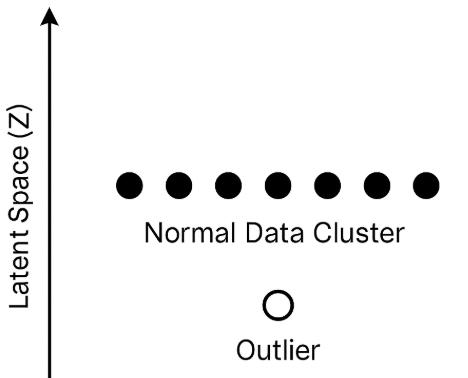 Latent Space (Z)
Normal Data Cluster
Outlier